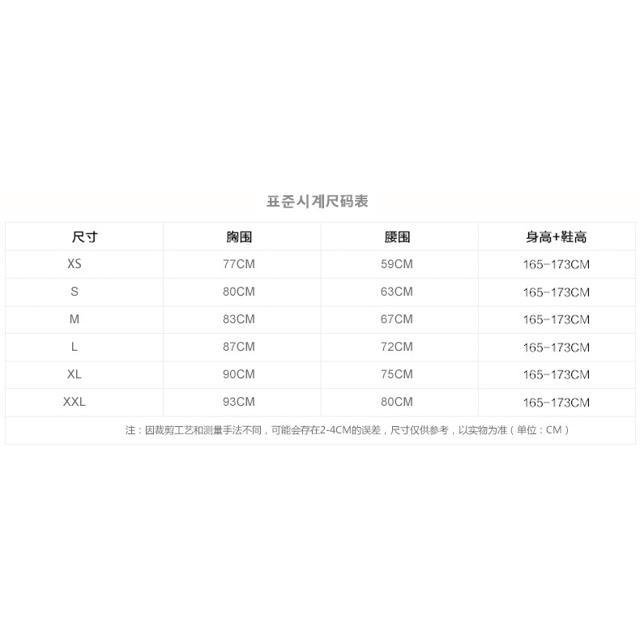 표준시계尺码表
尺寸 胸围 腰围 身高+鞋高
XS 77CM 59CM 165-173CM
S 80CM 63CM 165-173CM
M 83CM 67CM 165-173CM
L 87CM 72CM 165-173CM
XL 90CM 75CM 165-173CM
XXL 93CM 80CM 165-173CM
注：因裁剪工艺和测量手法不同，可能会存在2-4CM的误差，尺寸仅供参考，以实物为准（单位：CM）